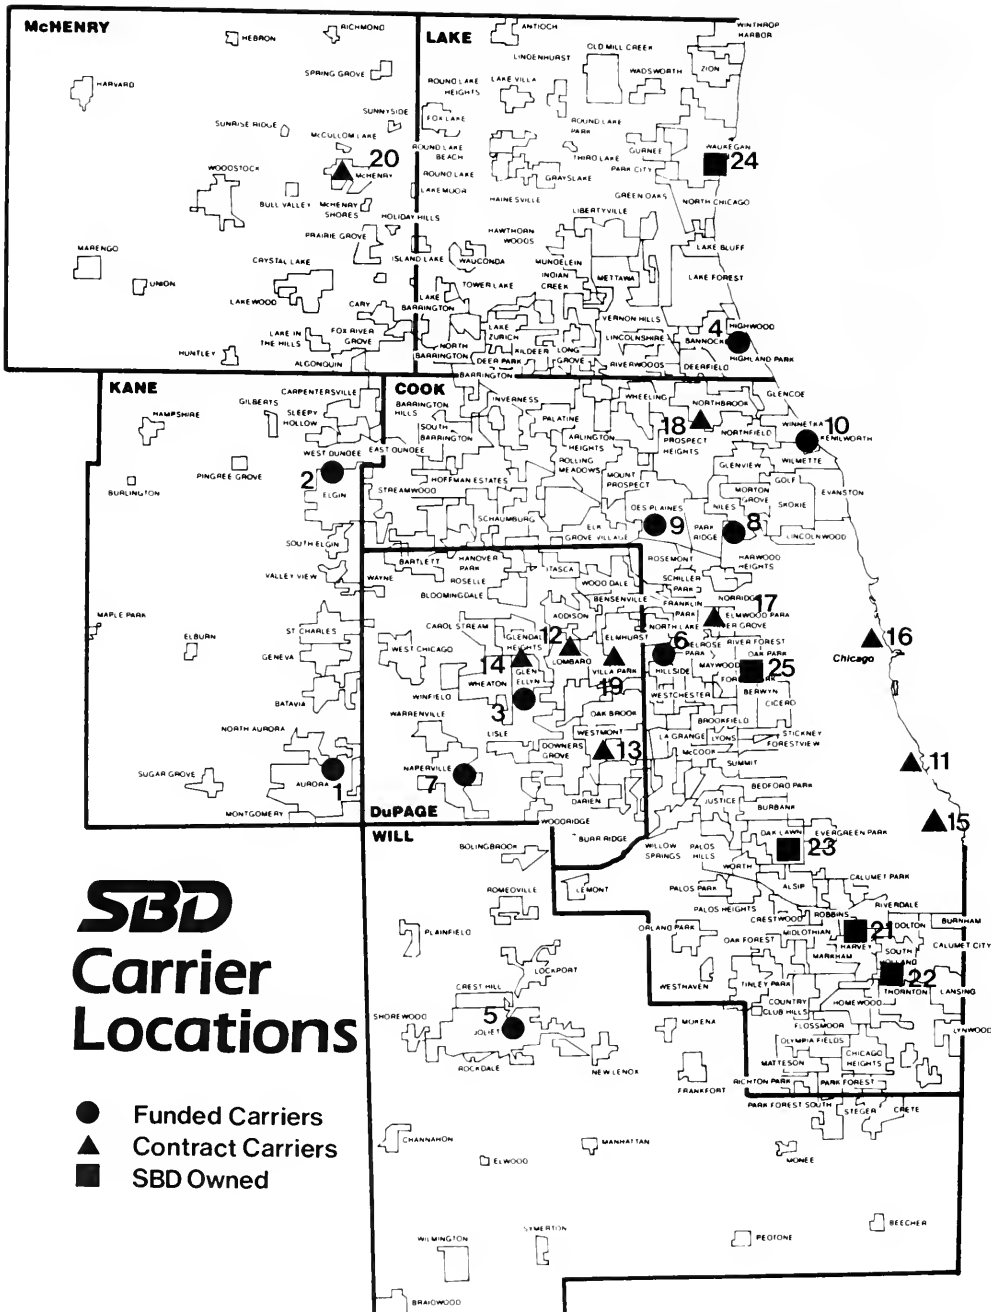 McHENRY
RICHMOND
HEBRON
HARVARD
SPRING GROVE
SUNNYSIDE
SUNRISE RIDGE
McCULLOM LAKE
20
McHENRY
WOODSTOCK
BULL VALLEY
McHENRY
SHORES
HOLIDAY HILLS
PRAIRIE GROVE
MARENGO
UNION
CRYSTAL LAKE
LAKEWOOD
CARY
LAKE IN
THE HILLS
FOX RIVER
GROVE
HUNTLEY
ALGONQUIN
LAKE
ANTIOCH
WINTHROP
HARBOR
OLD MILL CREEK
LINDENHURST
WADSWORTH
ZION
ROUND LAKE
HEIGHTS
LAKE VILLA
FOX LAKE
ROUND LAKE
PARK
ROUND LAKE
BEACH
GURNEE
WAUKEGAN
24
THIRD LAKE
PARK CITY
ROUND LAKE
GRAYSLAKE
LAKEMOOR
HAINESVILLE
GREEN OAKS
NORTH CHICAGO
LIBERTYVILLE
HAWTHORN
WOODS
LAKE BLUFF
ISLAND LAKE
WAUCONDA
MUNDELEIN
INDIAN
CREEK
METTAWA
LAKE FOREST
TOWER LAKE
LAKE
BARRINGTON
VERNON HILLS
4
HIGHWOOD
LAKE
ZURICH
LINCOLNSHIRE
BANNOCKB
NORTH
BARRINGTON
KILDEER
LONG
GROVE
HIGHLAND PARK
DEER PARK
RIVERWOODS
DEERFIELD
BARRINGTON
KANE
CARPENTERSVILLE
GILBERTS
HAMPSHIRE
SLEEPY
HOLLOW
WEST DUNDEE
EAST DUNDEE
PINGREE GROVE
2
ELGIN
BURLINGTON
SOUTH ELGIN
VALLEY VIEW
MAPLE PARK
ELBURN
ST CHARLES
GENEVA
BATAVIA
NORTH AURORA
SUGAR GROVE
AURORA
1
MONTGOMERY
COOK
BARRINGTON
HILLS
INVERNESS
WHEELING
NORTHBROOK
GLENCOE
PALATINE
SOUTH
BARRINGTON
18
WINNETKA
10
NORTHFIELD
KENILWORTH
ARLINGTON
HEIGHTS
PROSPECT
HEIGHTS
ROLLING
MEADOWS
GLENVIEW
WILMETTE
MOUNT
PROSPECT
GOLF
HOFFMAN ESTATES
STREAMWOOD
MORTON
GROVE
SKOKIE
EVANSTON
DES PLAINES
NILES
SCHAUMBURG
ELK
GROVE VILLAGE
9
PARK
RIDGE
8
LINCOLNWOOD
BARTLETT
HANOVER
PARK
ROSEMONT
HARWOOD
HEIGHTS
WAYNE
ROSELLE
ITASCA
WOOD DALE
SCHILLER
PARK
BLOOMINGDALE
BENSENVILLE
NORRIDGE
FRANKLIN
PARK
17
ELMWOOD PARK
ADDISON
CAROL STREAM
NORTH LAKE
RIVER GROVE
GLENDALE
HEIGHTS
12
ELMHURST
6
MELROSE
PARK
RIVER FOREST
16
OAK PARK
Chicago
WEST CHICAGO
14
GLEN
ELLYN
LOMBARD
VILLA PARK
HILLSIDE
MAYWOOD
25
WHEATON
19
WINFIELD
WESTCHESTER
BERWYN
CICERO
3
OAK BROOK
WARRENVILLE
BROOKFIELD
LISLE
WESTMONT
LA GRANGE
LYONS
STICKNEY
FORESTVIEW
DOWNERS
GROVE
13
McCOOK
NAPERVILLE
SUMMIT
11
7
BEDFORD PARK
DARIEN
JUSTICE
BURBANK
DuPAGE
WOODRIDGE
15
WILL
BURR RIDGE
OAK LAWN
EVERGREEN PARK
BOLINGBROOK
WILLOW
SPRINGS
PALOS
HILLS
23
WORTH
ROMEOVILLE
LEMONT
PALOS PARK
ALSIP
CALUMET PARK
PALOS HEIGHTS
RIVERDALE
CRESTWOOD
ROBBINS
BURNHAM
PLAINFIELD
ORLAND PARK
21
DOLTON
MIDLOTHIAN
OAK FOREST
HARVEY
CALUMET CITY
MARKHAM
SOUTH
HOLLAND
LOCKPORT
22
CREST HILL
WESTHAVEN
TINLEY PARK
THORNTON
LANSING
COUNTRY
CLUB HILLS
HOMEWOOD
SHOREWOOD
5
JOLIET
MOKENA
FLOSSMOOR
LYNWOOD
OLYMPIA FIELDS
ROCKDALE
NEW LENOX
CHICAGO
HEIGHTS
MATTESON
FRANKFORT
RICHTON PARK
PARK FOREST
PARK FOREST SOUTH
STEGER
CRETE
CHANNAHON
MANHATTAN
ELWOOD
MONEE
BEECHER
SYMERTON
WILMINGTON
PEOTONE
BRAIDWOOD
SBD
Carrier
Locations
Funded Carriers
Contract Carriers
SBD Owned